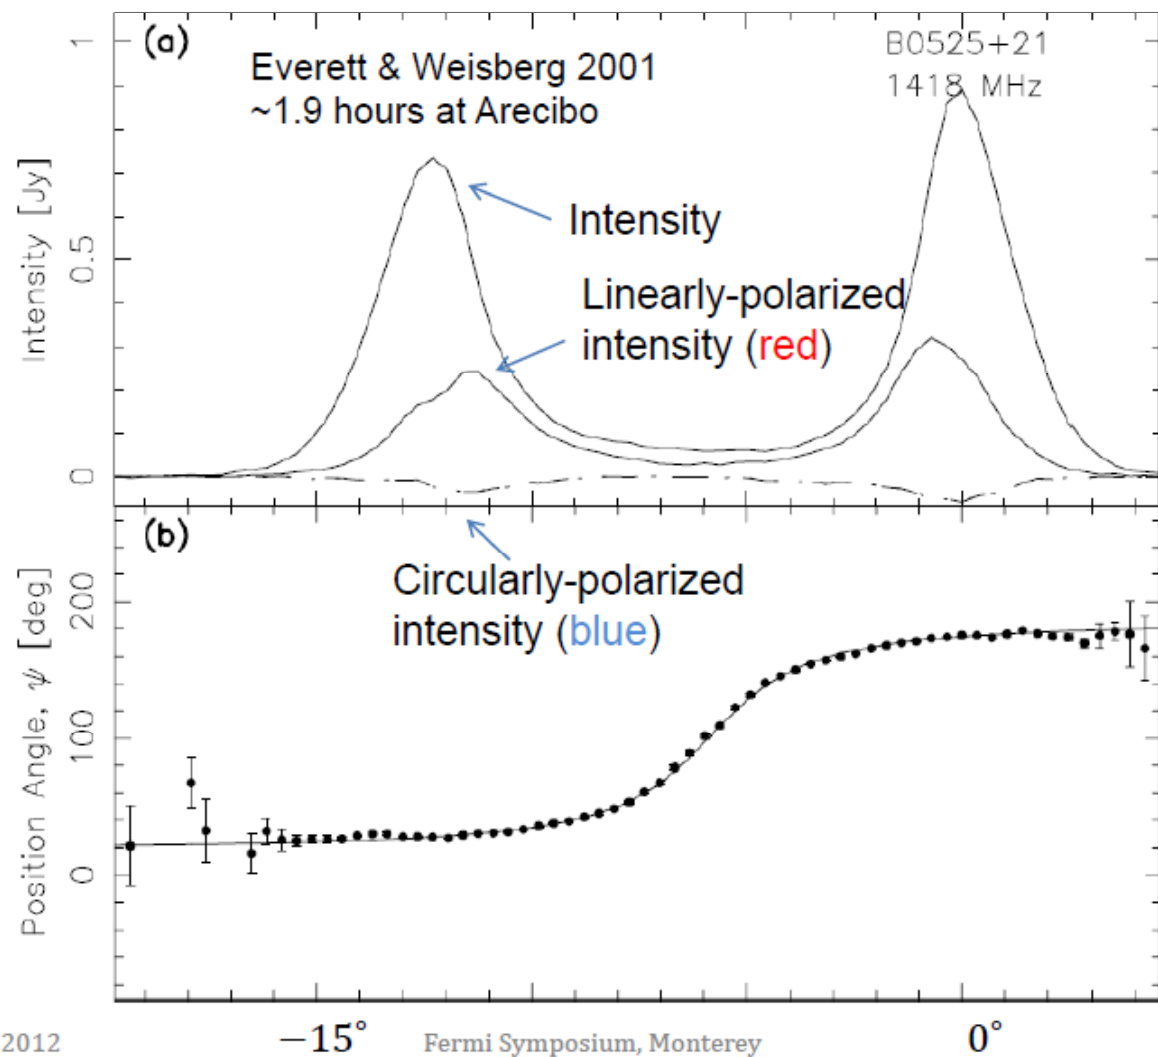 (a)
B0525+21
1418 MHz
Everett & Weisberg 2001
~1.9 hours at Arecibo
1
0.5
0
Intensity [Jy]
Intensity
Linearly-polarized
intensity (red)
(b)
Circularly-polarized
intensity (blue)
200
100
0
Position Angle, ψ [deg]
2012
−15°
Fermi Symposium, Monterey
0°